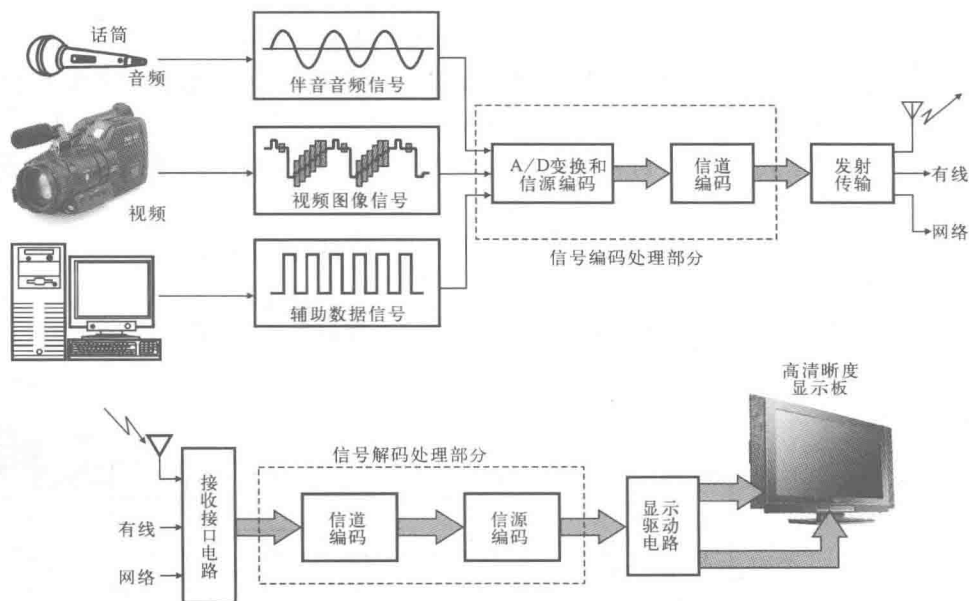 话筒
音频
伴音音频信号
视频
视频图像信号
辅助数据信号
A/D变换和
信源编码
信道
编码
信号编码处理部分
发射
传输
有线
网络
高清晰度
显示板
信号解码处理部分
有线
网络
接收接口电路
信道
编码
信源
编码
显示
驱动
电路